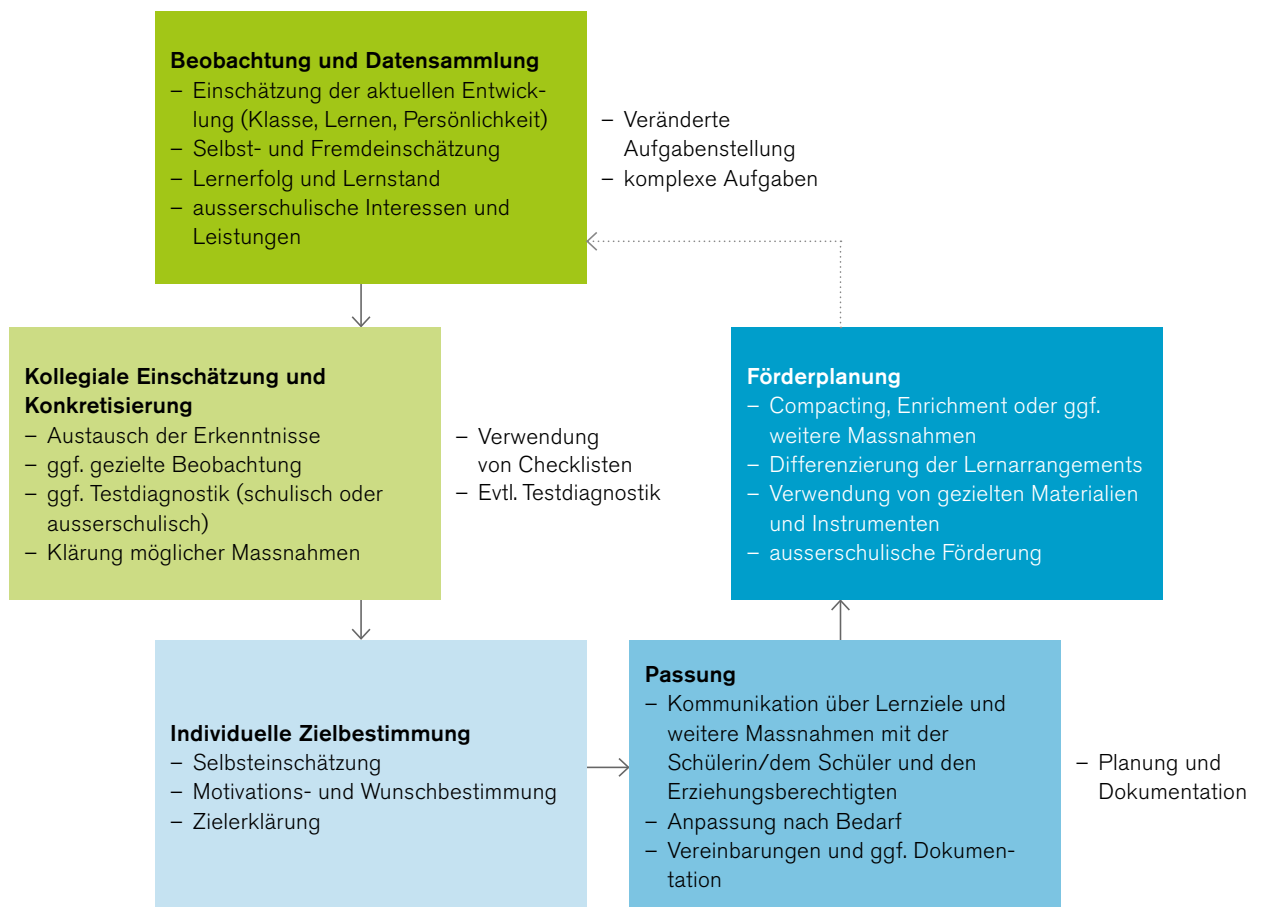 Beobachtung und Datensammlung
– Einschätzung der aktuellen Entwick-
lung (Klasse, Lernen, Persönlichkeit)
– Selbst- und Fremdeinschätzung
– Lernerfolg und Lernstand
– ausserschulische Interessen und
Leistungen
– Veränderte
Aufgabenstellung
– komplexe Aufgaben
Kollegiale Einschätzung und
Konkretisierung
– Austausch der Erkenntnisse
– ggf. gezielte Beobachtung
– ggf. Testdiagnostik (schulisch oder
ausserschulisch)
– Klärung möglicher Massnahmen
– Verwendung
von Checklisten
– Evtl. Testdiagnostik
Individuelle Zielbestimmung
– Selbsteinschätzung
– Motivations- und Wunschbestimmung
– Zielerklärung
Passung
– Kommunikation über Lernziele und
weitere Massnahmen mit der
Schülerin/dem Schüler und den
Erziehungsberechtigten
– Anpassung nach Bedarf
– Vereinbarungen und ggf. Dokumen-
tation
– Planung und
Dokumentation
Förderplanung
– Compacting, Enrichment oder ggf.
weitere Massnahmen
– Differenzierung der Lernarrangements
– Verwendung von gezielten Materialien
und Instrumenten
– ausserschulische Förderung